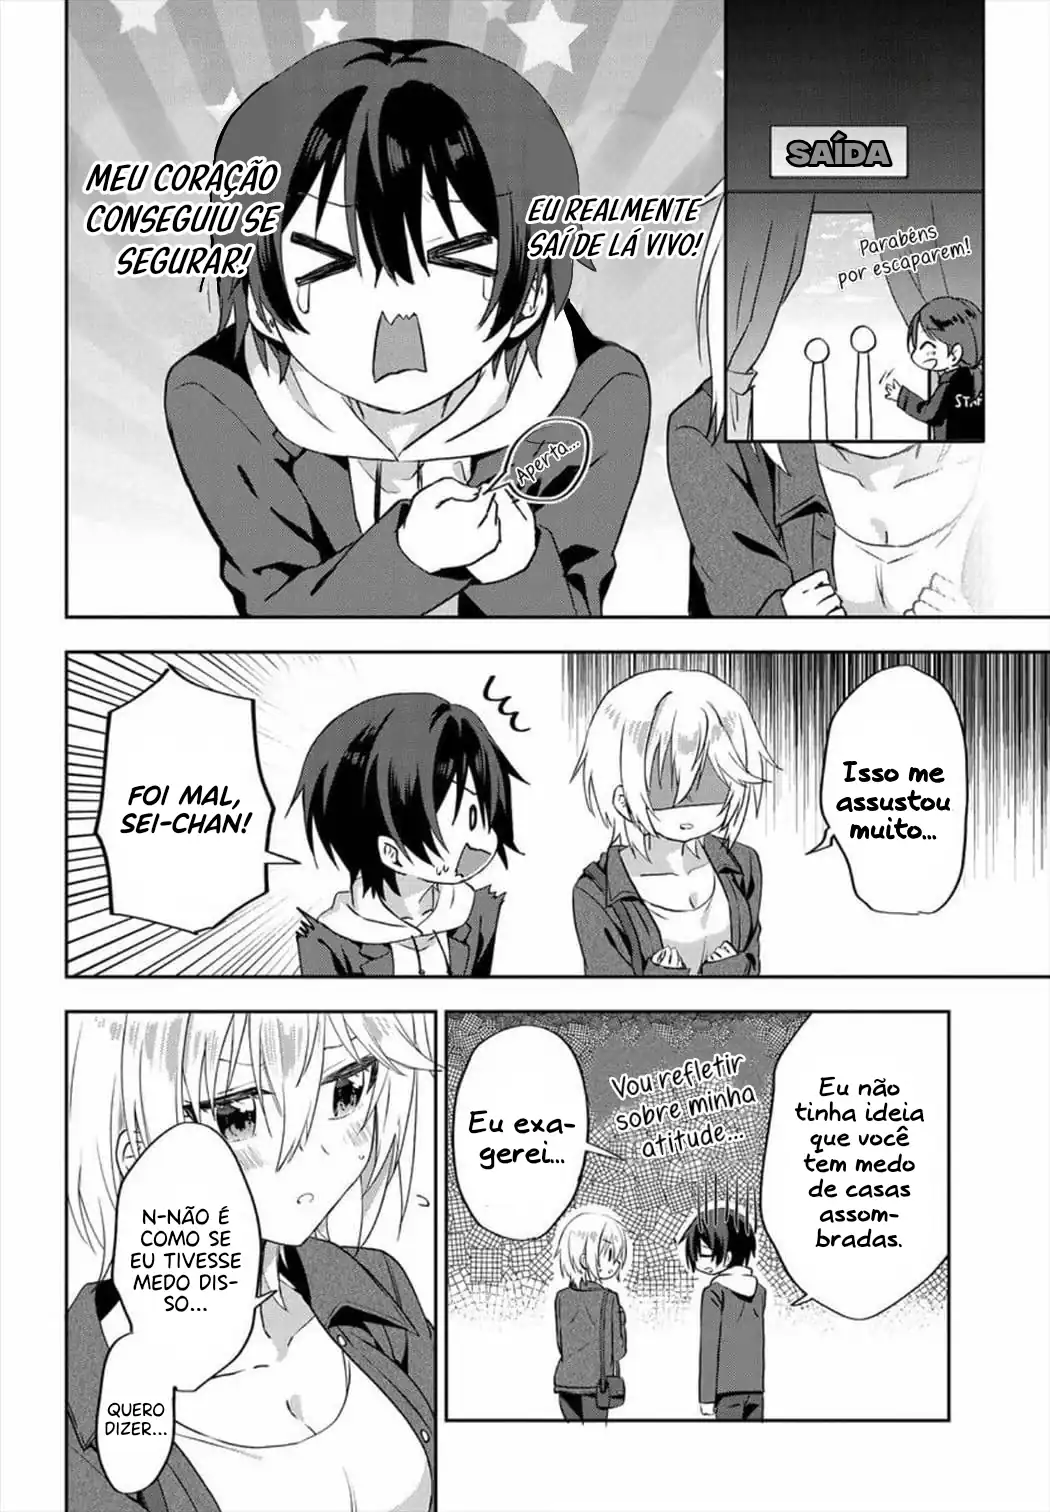 SAÍDA
Parabéns
por escaparem!
STAF
EU REALMENTE
SAÍ DE LÁ VIVO!
MEU CORAÇÃO
CONSEGUIU SE
SEGURAR!
Aperta...
Isso me
assustou
muito...
FOI MAL,
SEI-CHAN!
Eu não
tinha ideia
que você
tem medo
de casas
assom-
bradas.
Vou refletir
sobre minha
atitude...
Eu exa-
gerei...
N-NÃO É
COMO SE
EU TIVESSE
MEDO DIS-
SO...
QUERO
DIZER...